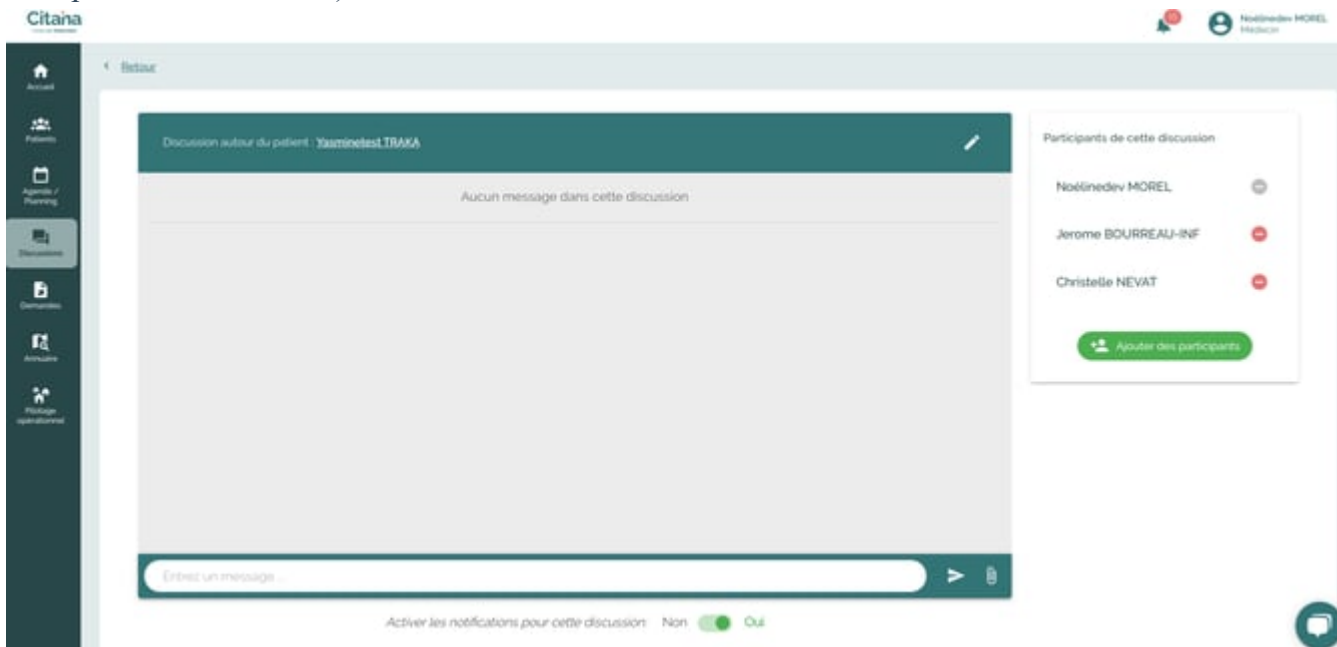 Citana
Noëlinedev MOREL
Médecin
Accueil
Patients
Agenda /
Planning
Discussions
Demandes
Annuaire
Pilotage
opérationnel
Retour
Discussion autour du patient : Yasminetest TRAKA
Aucun message dans cette discussion
Entrez un message...
Activer les notifications pour cette discussion Non Oui
Participants de cette discussion
Noëlinedev MOREL
Jerome BOURREAU-INF
Christelle NEVAT
Ajouter des participants